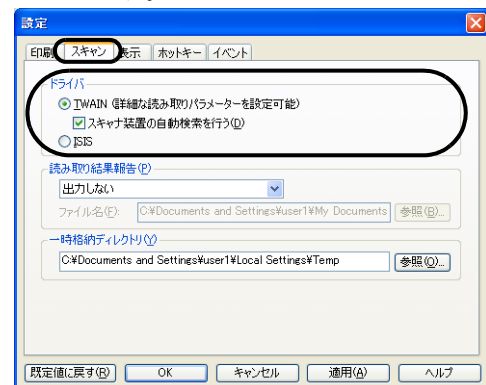 設定
印刷 スキャン 表示 ホットキー イベント
ドライバ
TWAIN (詳細な読み取りパラメーターを設定可能)
スキャナ装置の自動検索を行う(D)
ISIS
読み取り結果報告(P)
出力しない
ファイル名(F): C:¥Documents and Settings¥user1¥My Documents 参照(B)...
一時格納ディレクトリ(Y)
C:¥Documents and Settings¥user1¥Local Settings¥Temp 参照(O)...
既定値に戻す(R) OK キャンセル 適用(A) ヘルプ